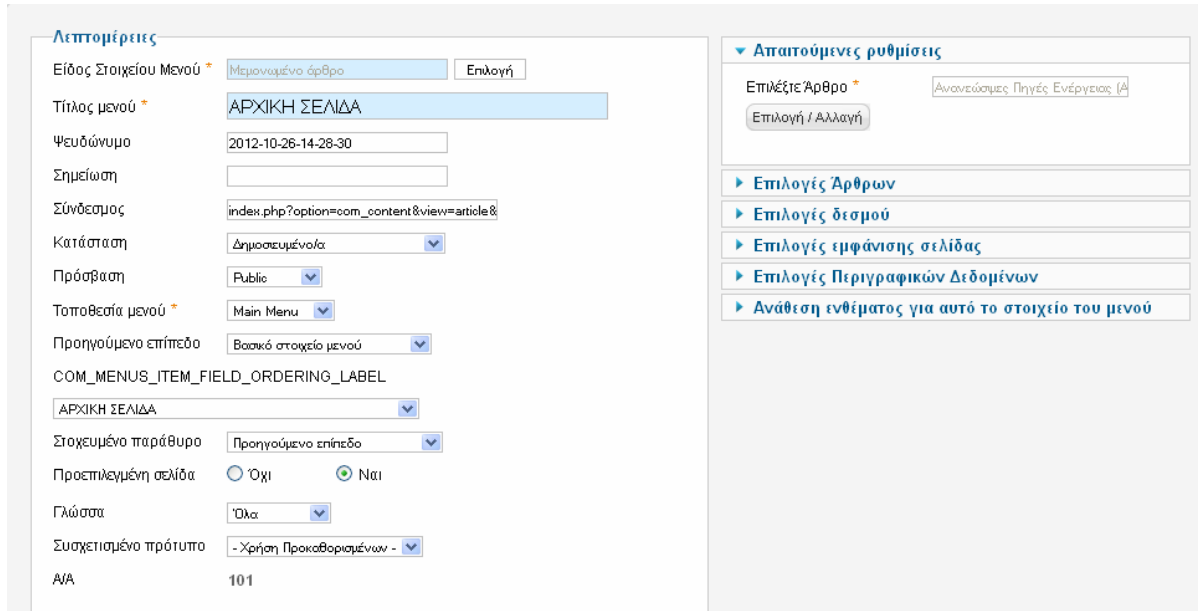 Λεπτομέρειες
Είδος Στοιχείου Μενού * Μεμονωμένο άρθρο Επιλογή
Τίτλος μενού * ΑΡΧΙΚΗ ΣΕΛΙΔΑ
Ψευδώνυμο 2012-10-26-14-28-30
Σημείωση
Σύνδεσμος index.php?option=com_content&view=article&
Κατάσταση Δημοσιευμένο/α
Πρόσβαση Public
Τοποθεσία μενού * Main Menu
Προηγούμενο επίπεδο Βασικό στοιχείο μενού
COM_MENUS_ITEM_FIELD_ORDERING_LABEL
ΑΡΧΙΚΗ ΣΕΛΙΔΑ
Στοχευμένο παράθυρο Προηγούμενο επίπεδο
Προεπιλεγμένη σελίδα Όχι Ναι
Γλώσσα Όλα
Συσχετισμένο πρότυπο - Χρήση Προκαθορισμένων -
Α/Α 101
Απαιτούμενες ρυθμίσεις
Επιλέξτε Άρθρο * Ανανεώσιμες Πηγές Ενέργειας (Α
Επιλογή / Αλλαγή
Επιλογές Άρθρων
Επιλογές δεσμού
Επιλογές εμφάνισης σελίδας
Επιλογές Περιγραφικών Δεδομένων
Ανάθεση ενθέματος για αυτό το στοιχείο του μενού